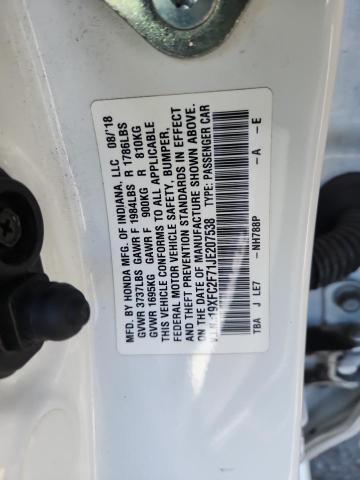 MFD. BY HONDA MFG. OF INDIANA, LLC 08/'18
GVWR 3737LBS GAWR F 1984LBS R 1786LBS
GVWR 1695KG GAWR F 900KG R 810KG
THIS VEHICLE CONFORMS TO ALL APPLICABLE
FEDERAL MOTOR VEHICLE SAFETY, BUMPER,
AND THEFT PREVENTION STANDARDS IN EFFECT
ON THE DATE OF MANUFACTURE SHOWN ABOVE.
V.I.N.:19XFC2F71JE207538 TYPE: PASSENGER CAR
NH788P
TBA J LE7 - A - E